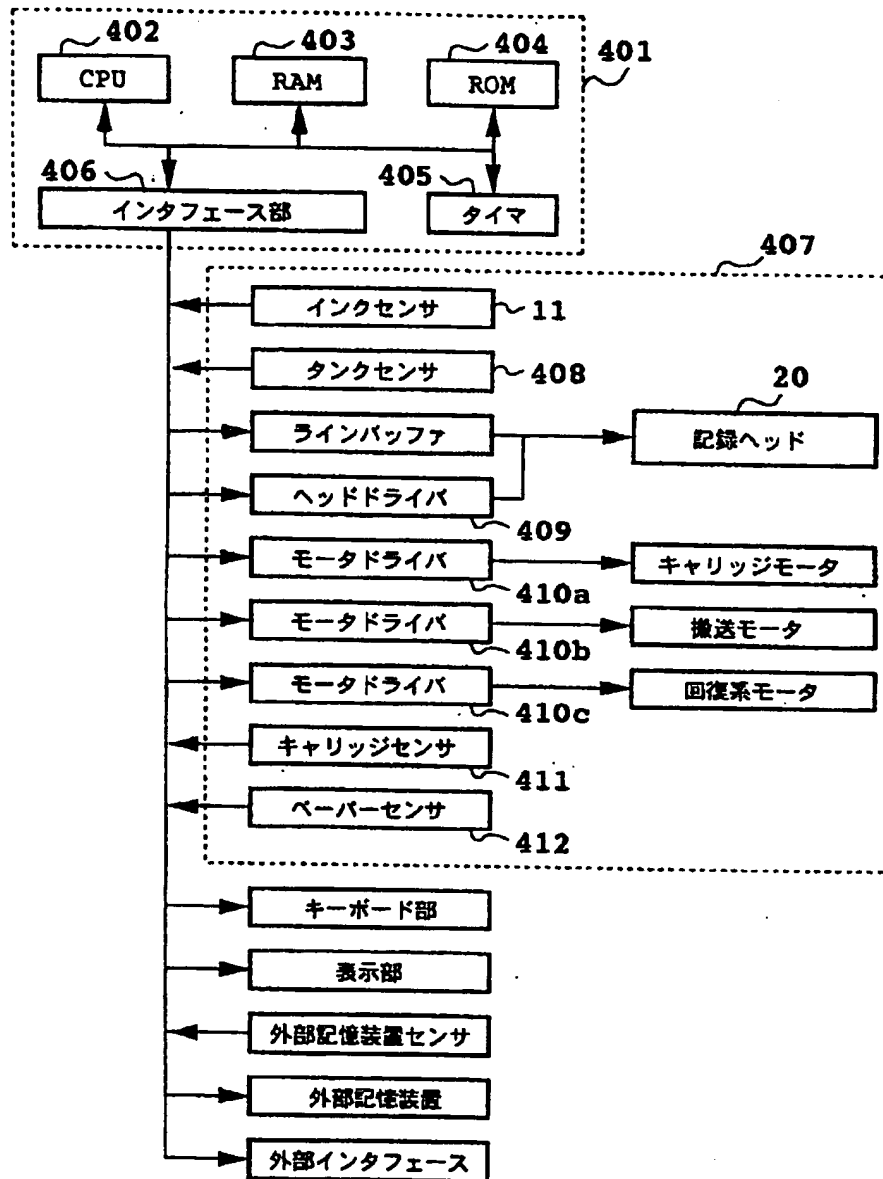 402
403
404
401
CPU
RAM
ROM
406
405
インタフェース部
タイマ
407
インクセンサ
11
タンクセンサ
408
20
ラインバッファ
記録ヘッド
ヘッドドライバ
409
モータドライバ
キャリッジモータ
410a
モータドライバ
搬送モータ
410b
モータドライバ
回復系モータ
410c
キャリッジセンサ
411
ペーパーセンサ
412
キーボード部
表示部
外部記憶装置センサ
外部記憶装置
外部インタフェース